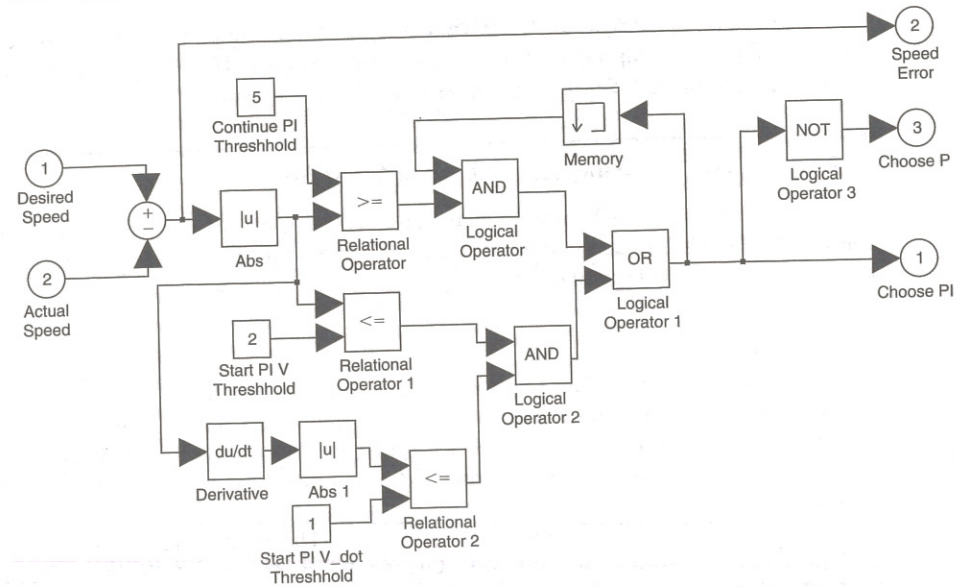 2
Speed
Error
5
Continue PI
Threshhold
Memory
NOT
Logical
Operator 3
3
Choose P
1
Desired
Speed
+
−
|u|
Abs
>=
Relational
Operator
AND
Logical
Operator
OR
Logical
Operator 1
1
Choose PI
2
Actual
Speed
2
Start PI V
Threshhold
<=
Relational
Operator 1
AND
Logical
Operator 2
du/dt
Derivative
|u|
Abs 1
<=
Relational
Operator 2
1
Start PI V_dot
Threshhold